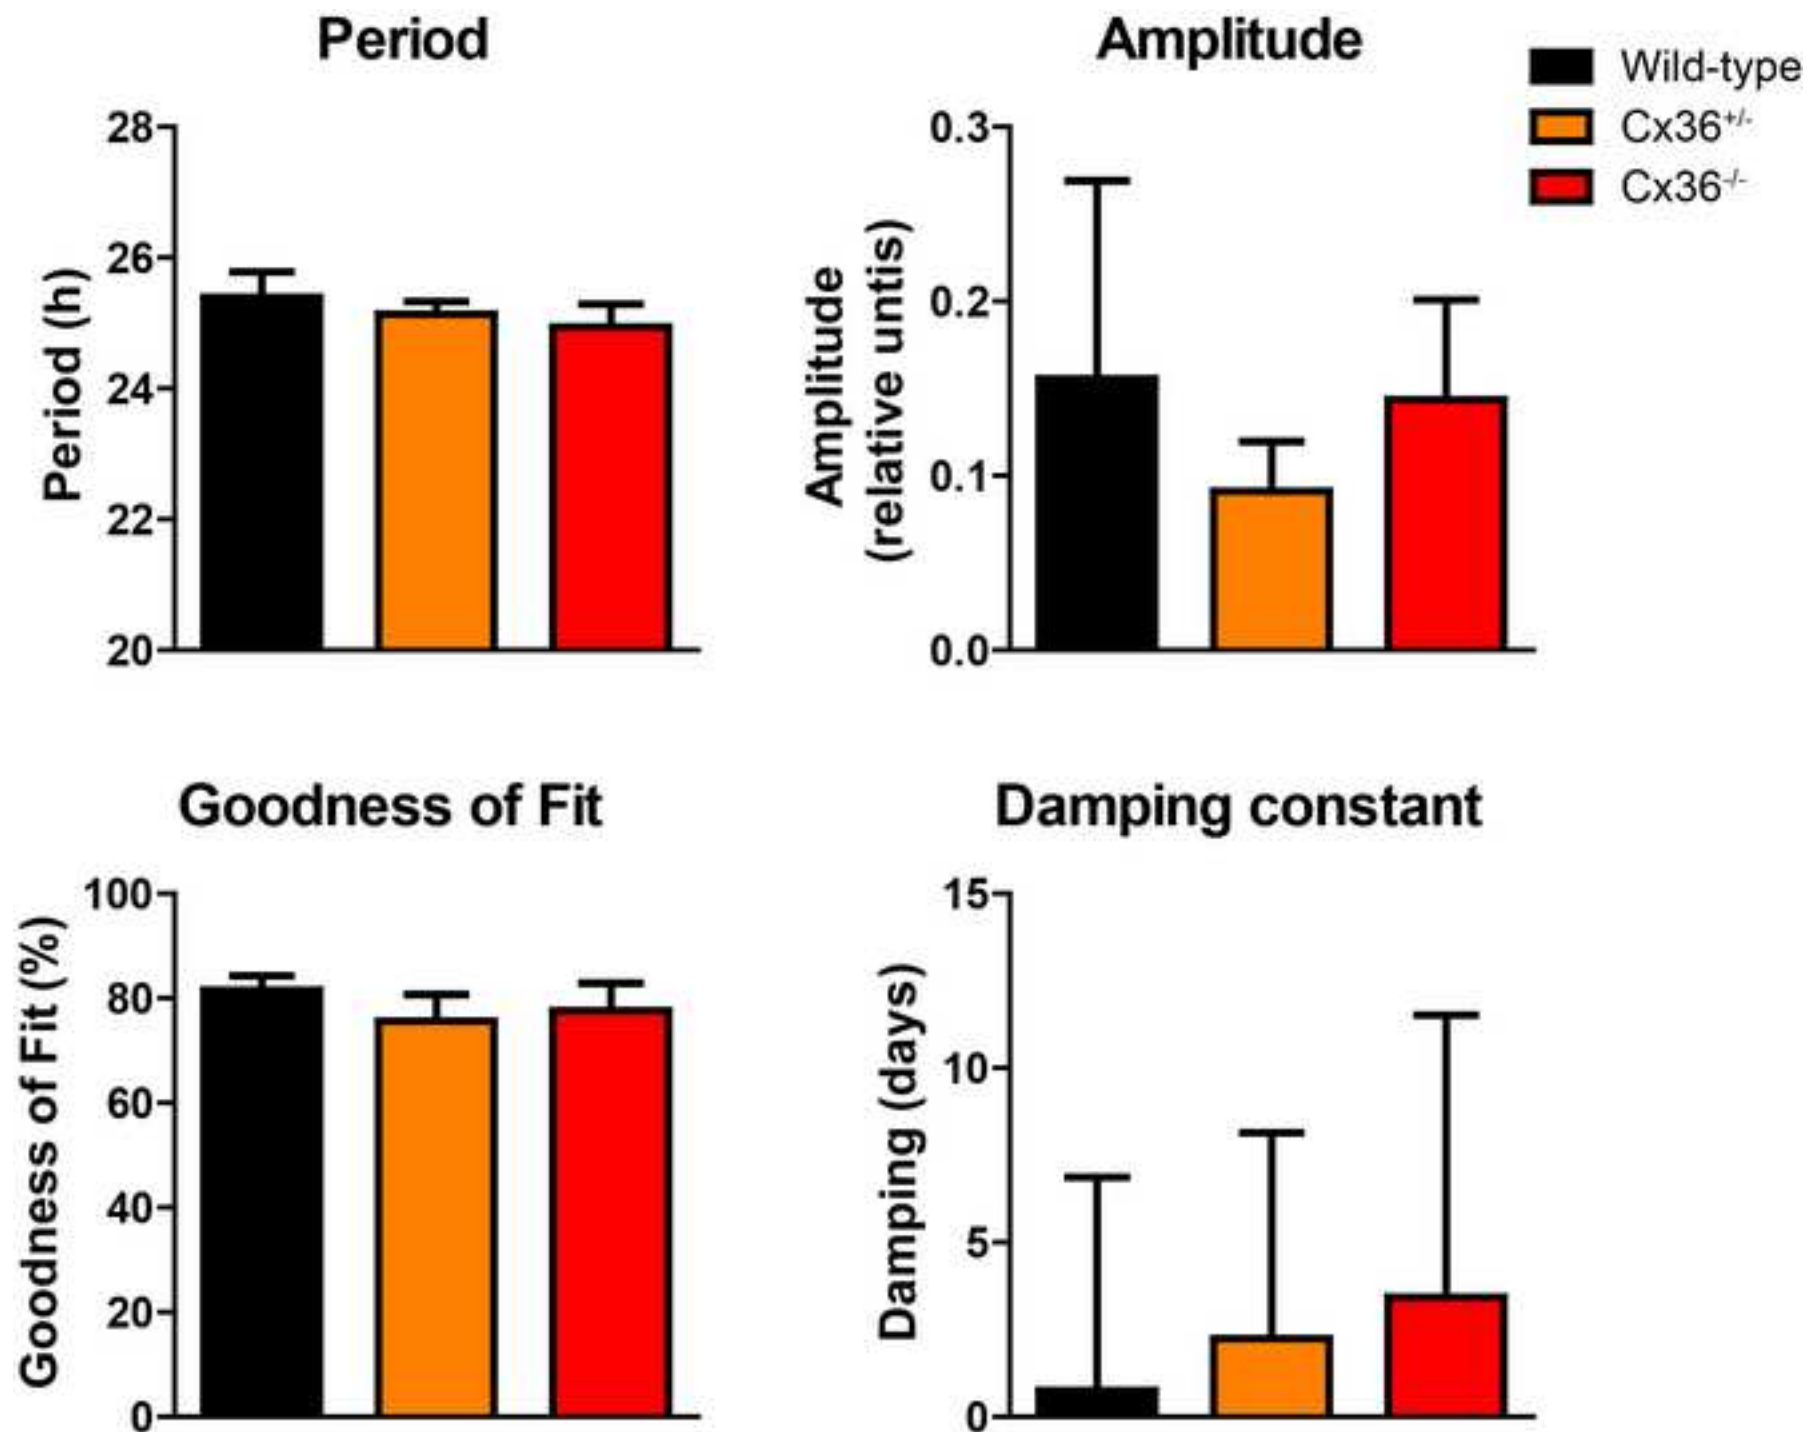 Period
Period (h)
28
26
24
22
20
Amplitude
Amplitude
(relative untis)
0.3
0.2
0.1
0.0
Wild-type
Cx36+/-
Cx36-/-
Goodness of Fit
Goodness of Fit (%)
100
80
60
40
20
0
Damping constant
Damping (days)
15
10
5
0